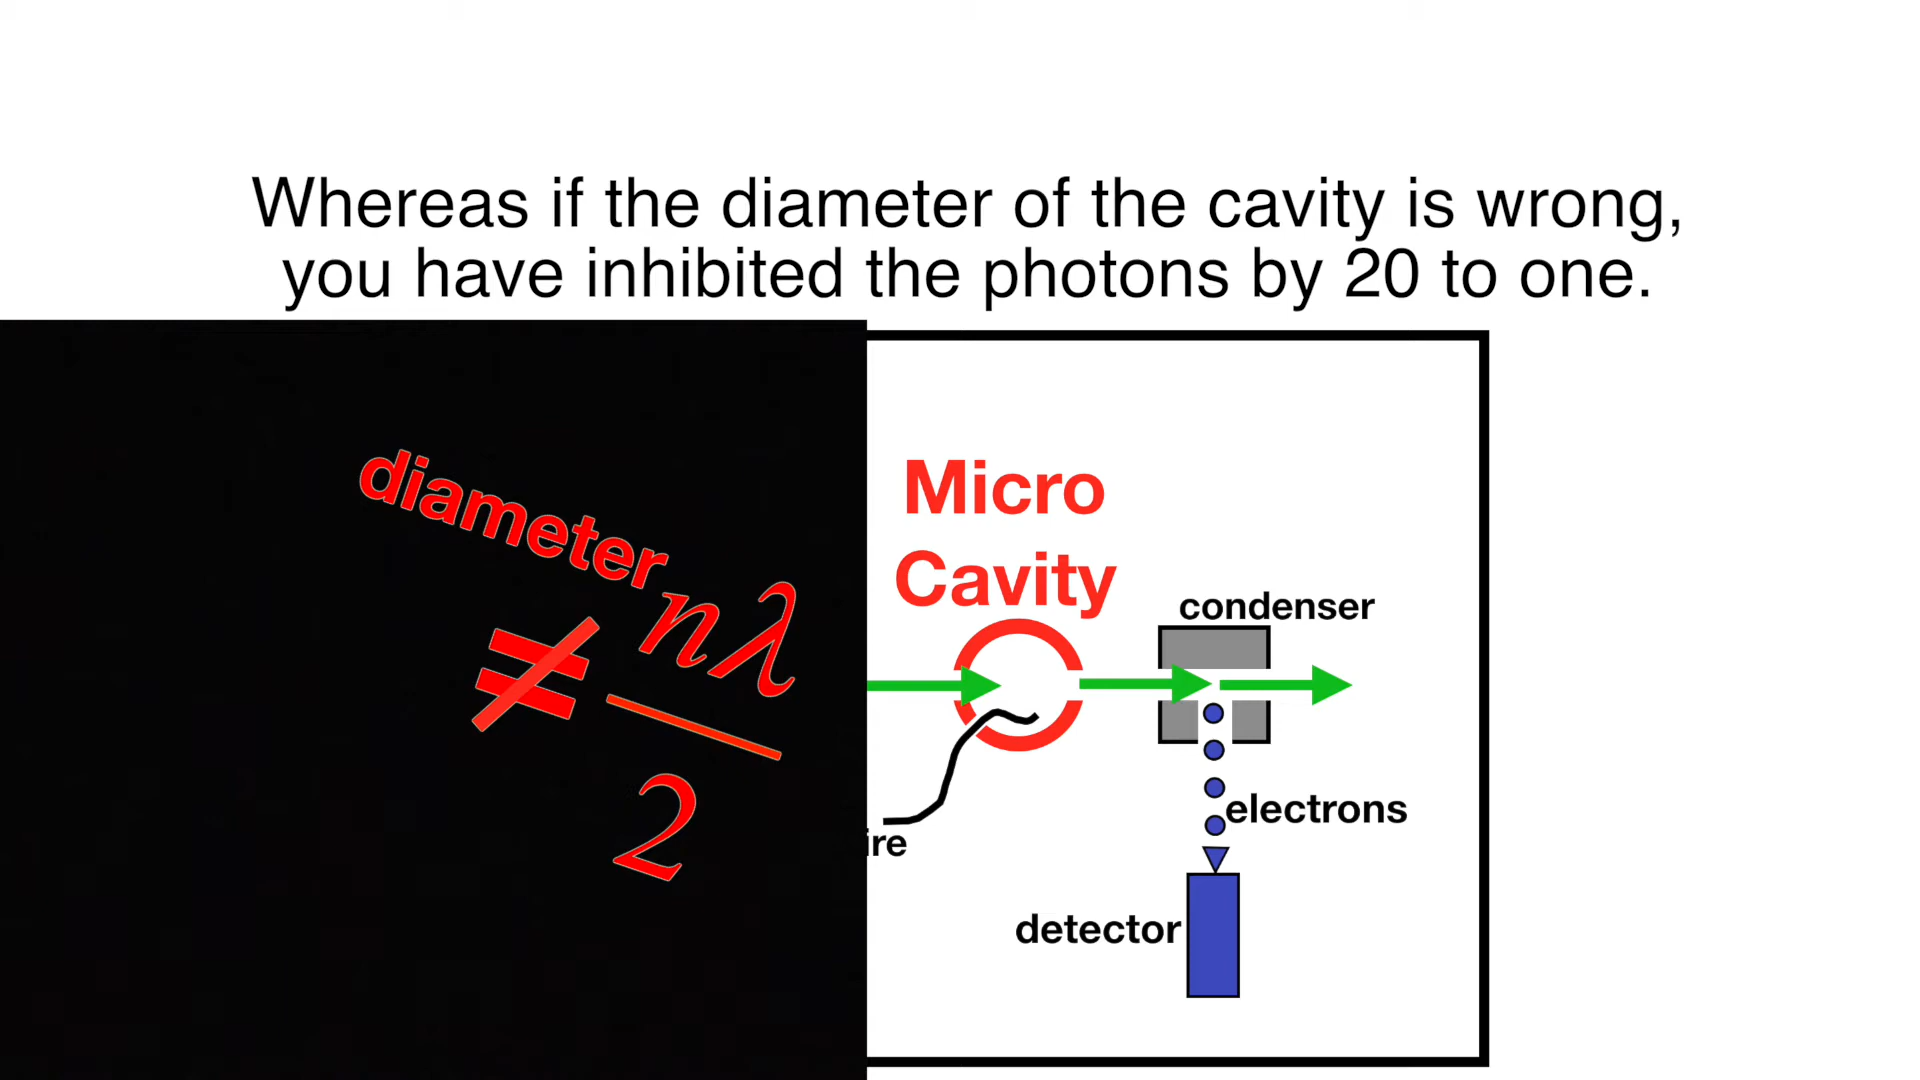 Whereas if the diameter of the cavity is wrong,
you have inhibited the photons by 20 to one.
diameter
≠ nλ
2
Micro
Cavity
condenser
electrons
ire
detector